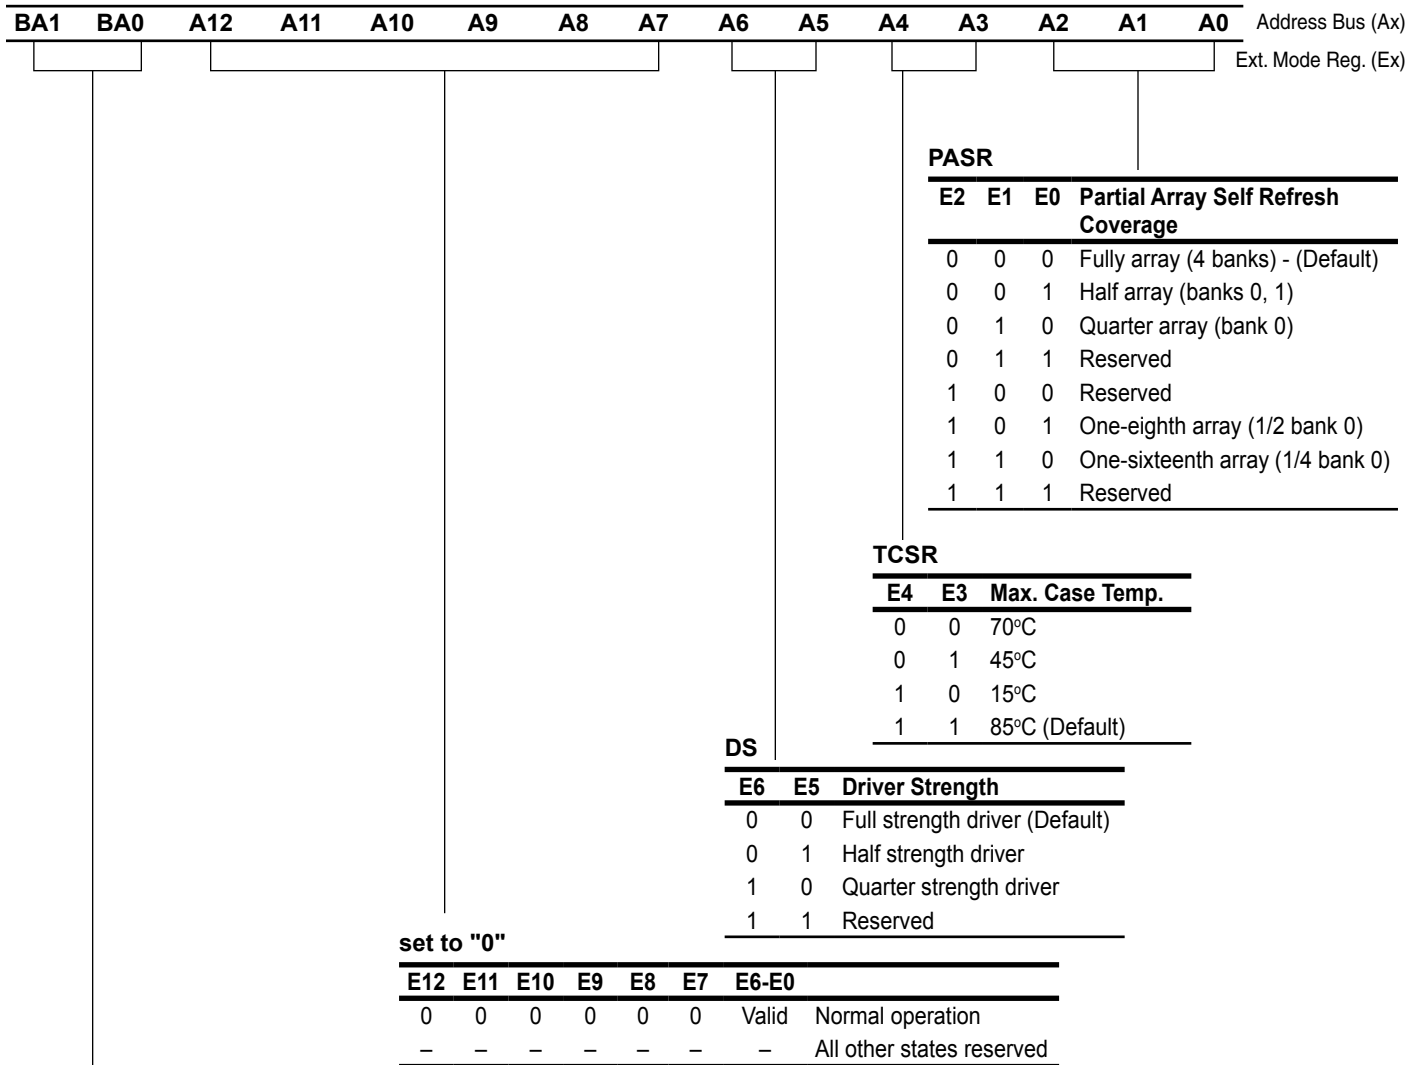 BA1 BA0 A12 A11 A10 A9 A8 A7 A6 A5 A4 A3 A2 A1 A0 Address Bus (Ax)
Ext. Mode Reg. (Ex)
PASR
E2 E1 E0 Partial Array Self Refresh
Coverage
0 0 0 Fully array (4 banks) - (Default)
0 0 1 Half array (banks 0, 1)
0 1 0 Quarter array (bank 0)
0 1 1 Reserved
1 0 0 Reserved
1 0 1 One-eighth array (1/2 bank 0)
1 1 0 One-sixteenth array (1/4 bank 0)
1 1 1 Reserved
TCSR
E4 E3 Max. Case Temp.
0 0 70°C
0 1 45°C
1 0 15°C
1 1 85°C (Default)
DS
E6 E5 Driver Strength
0 0 Full strength driver (Default)
0 1 Half strength driver
1 0 Quarter strength driver
1 1 Reserved
set to "0"
E12 E11 E10 E9 E8 E7 E6-E0
0 0 0 0 0 0 Valid Normal operation
– – – – – – – All other states reserved